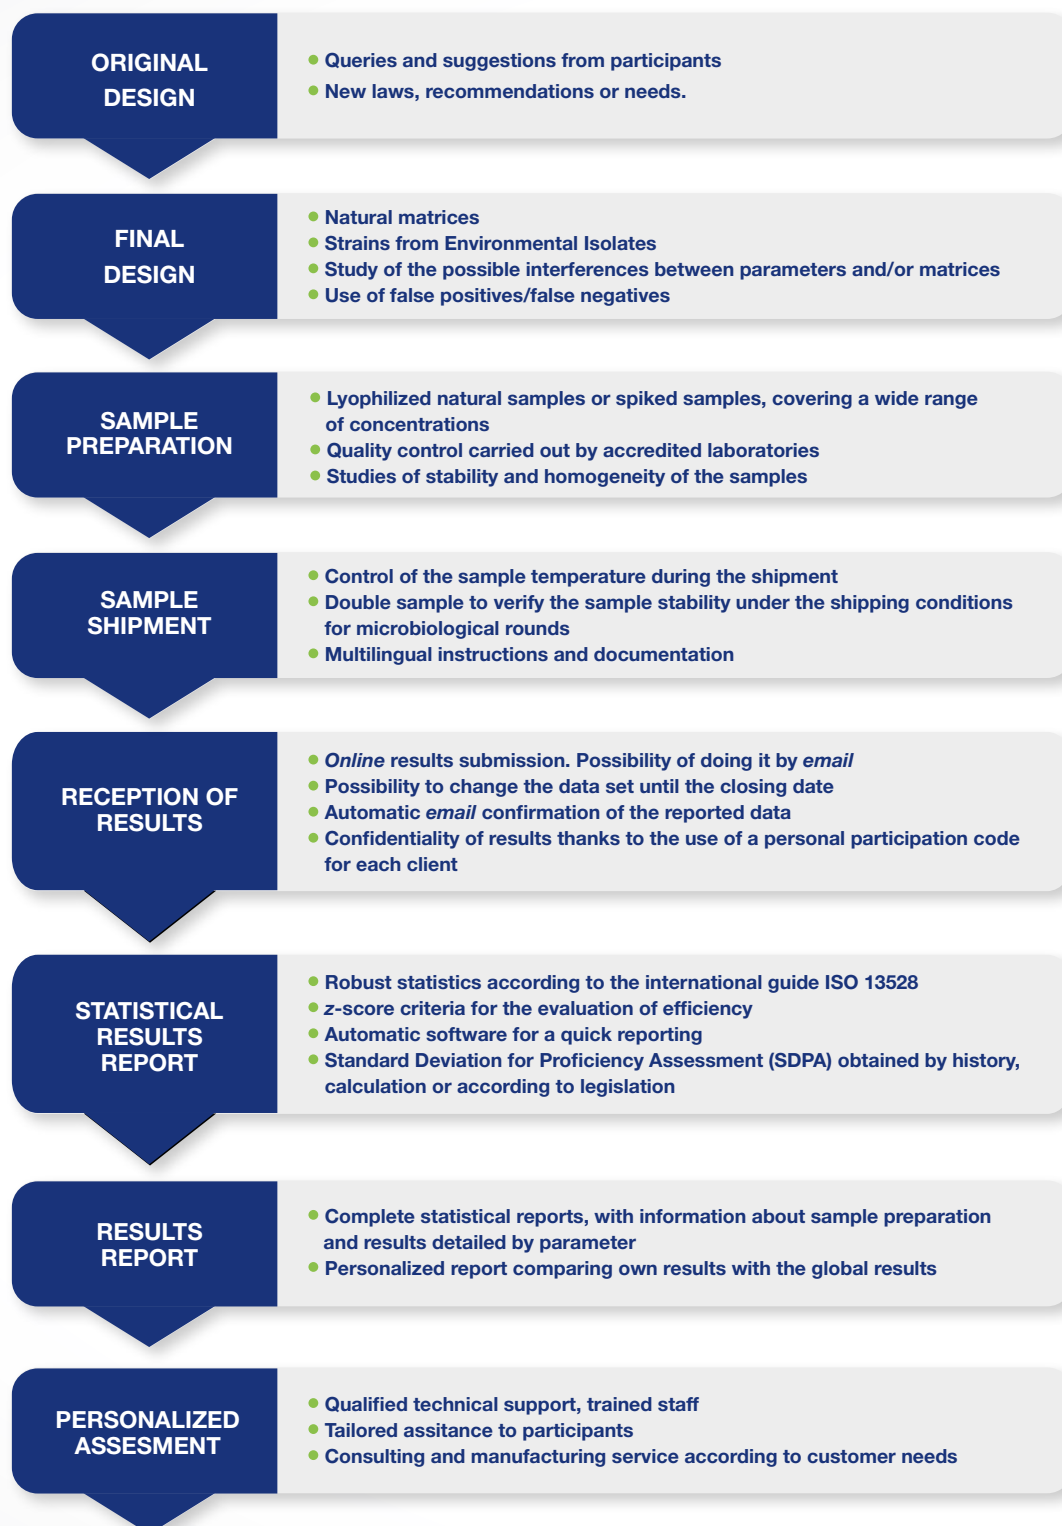 ORIGINAL
DESIGN
• Queries and suggestions from participants
• New laws, recommendations or needs.
FINAL
DESIGN
• Natural matrices
• Strains from Environmental Isolates
• Study of the possible interferences between parameters and/or matrices
• Use of false positives/false negatives
SAMPLE
PREPARATION
• Lyophilized natural samples or spiked samples, covering a wide range
of concentrations
• Quality control carried out by accredited laboratories
• Studies of stability and homogeneity of the samples
SAMPLE
SHIPMENT
• Control of the sample temperature during the shipment
• Double sample to verify the sample stability under the shipping conditions
for microbiological rounds
• Multilingual instructions and documentation
RECEPTION OF
RESULTS
• Online results submission. Possibility of doing it by email
• Possibility to change the data set until the closing date
• Automatic email confirmation of the reported data
• Confidentiality of results thanks to the use of a personal participation code
for each client
STATISTICAL
RESULTS
REPORT
• Robust statistics according to the international guide ISO 13528
• z-score criteria for the evaluation of efficiency
• Automatic software for a quick reporting
• Standard Deviation for Proficiency Assessment (SDPA) obtained by history,
calculation or according to legislation
RESULTS
REPORT
• Complete statistical reports, with information about sample preparation
and results detailed by parameter
• Personalized report comparing own results with the global results
PERSONALIZED
ASSESMENT
• Qualified technical support, trained staff
• Tailored assitance to participants
• Consulting and manufacturing service according to customer needs